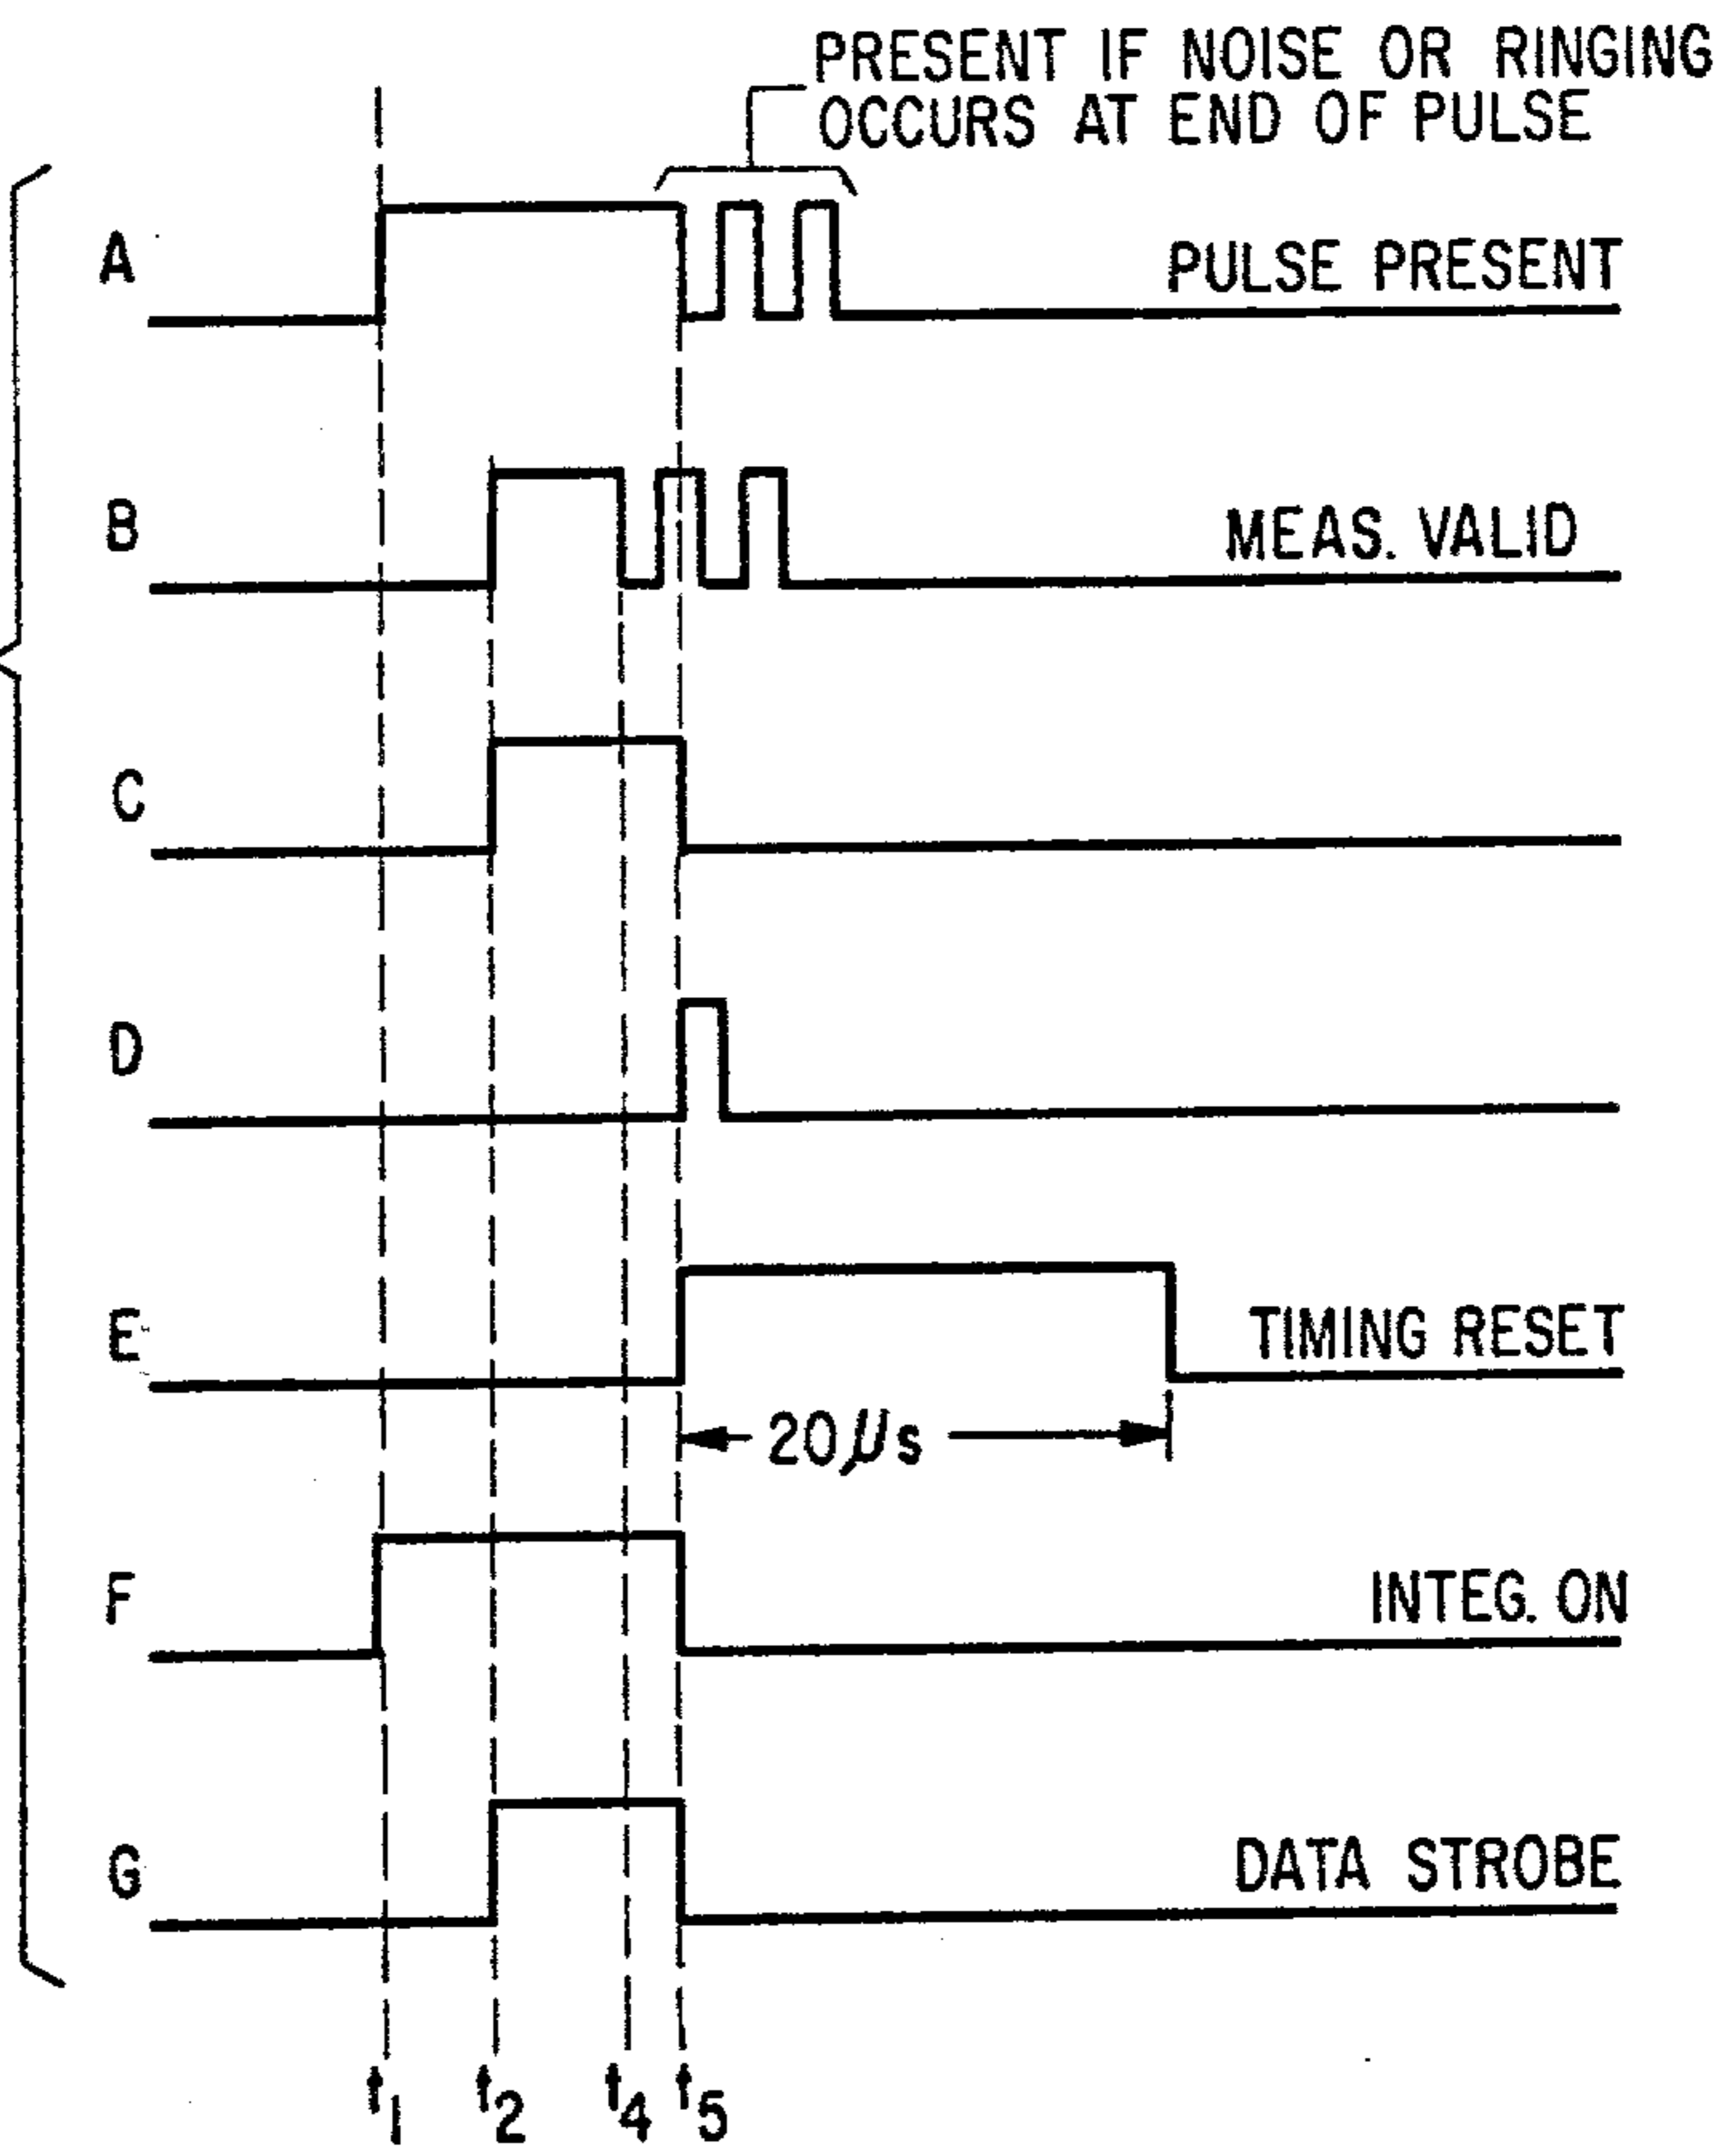 PRESENT IF NOISE OR RINGING
OCCURS AT END OF PULSE
A PULSE PRESENT
B MEAS. VALID
C
D
E TIMING RESET
20µs
F INTEG. ON
G DATA STROBE
t1 t2 t4 t5